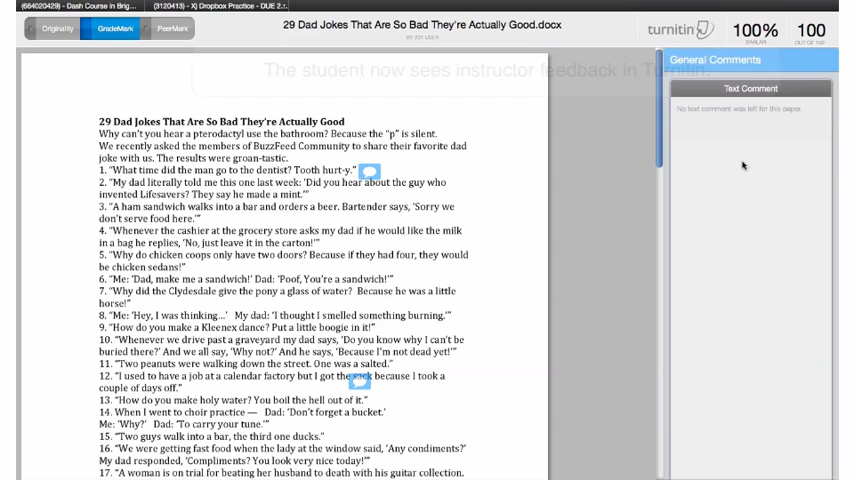 (664020429) - Dash Course in Brig... (3120413) - X) Dropbox Practice - DUE 2...
Originality GradeMark PeerMark
29 Dad Jokes That Are So Bad They're Actually Good.docx
turnitin
100% SIMILAR
100 OUT OF 100
The student now sees instructor feedback in Turnitin.
General Comments
Text Comment
No text comment was left for this paper.
29 Dad Jokes That Are So Bad They're Actually Good
Why can't you hear a pterodactyl use the bathroom? Because the "p" is silent.
We recently asked the members of BuzzFeed Community to share their favorite dad
joke with us. The results were groan-tastic.
1. "What time did the man go to the dentist? Tooth hurt-y."
2. "My dad literally told me this one last week: 'Did you hear about the guy who
invented Lifesavers? They say he made a mint.'"
3. "A ham sandwich walks into a bar and orders a beer. Bartender says, 'Sorry we
don't serve food here.'"
4. "Whenever the cashier at the grocery store asks my dad if he would like the milk
in a bag he replies, 'No, just leave it in the carton!'"
5. "Why do chicken coops only have two doors? Because if they had four, they would
be chicken sedans!"
6. "Me: 'Dad, make me a sandwich!' Dad: 'Poof, You're a sandwich!'"
7. "Why did the Clydesdale give the pony a glass of water? Because he was a little
horse!"
8. "Me: 'Hey, I was thinking...' My dad: 'I thought I smelled something burning.'"
9. "How do you make a Kleenex dance? Put a little boogie in it!"
10. "Whenever we drive past a graveyard my dad says, 'Do you know why I can't be
buried there?' And we all say, 'Why not?' And he says, 'Because I'm not dead yet!'"
11. "Two peanuts were walking down the street. One was a salted."
12. "I used to have a job at a calendar factory but I got the sack because I took a
couple of days off."
13. "How do you make holy water? You boil the hell out of it."
14. When I went to choir practice — Dad: 'Don't forget a bucket.'
Me: 'Why?' Dad: 'To carry your tune.'"
15. "Two guys walk into a bar, the third one ducks."
16. "We were getting fast food when the lady at the window said, 'Any condiments?'
My dad responded, 'Compliments? You look very nice today!'"
17. "A woman is on trial for beating her husband to death with his guitar collection.